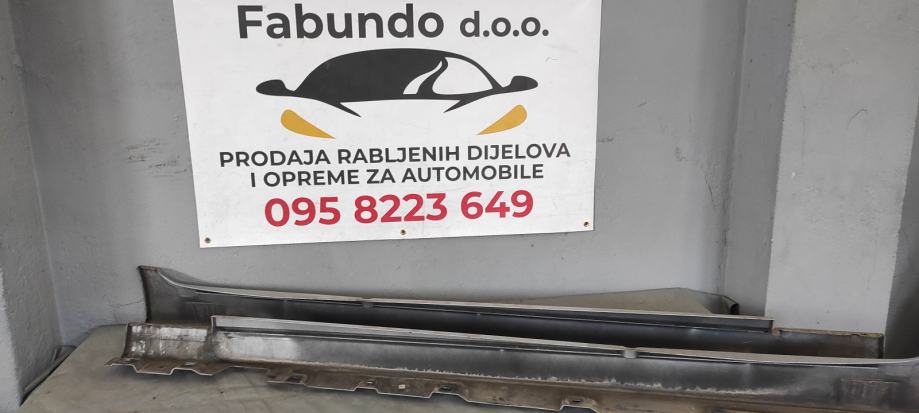 Fabundo d.o.o.
PRODAJA RABLJENIH DIJELOVA
I OPREME ZA AUTOMOBILE
095 8223 649